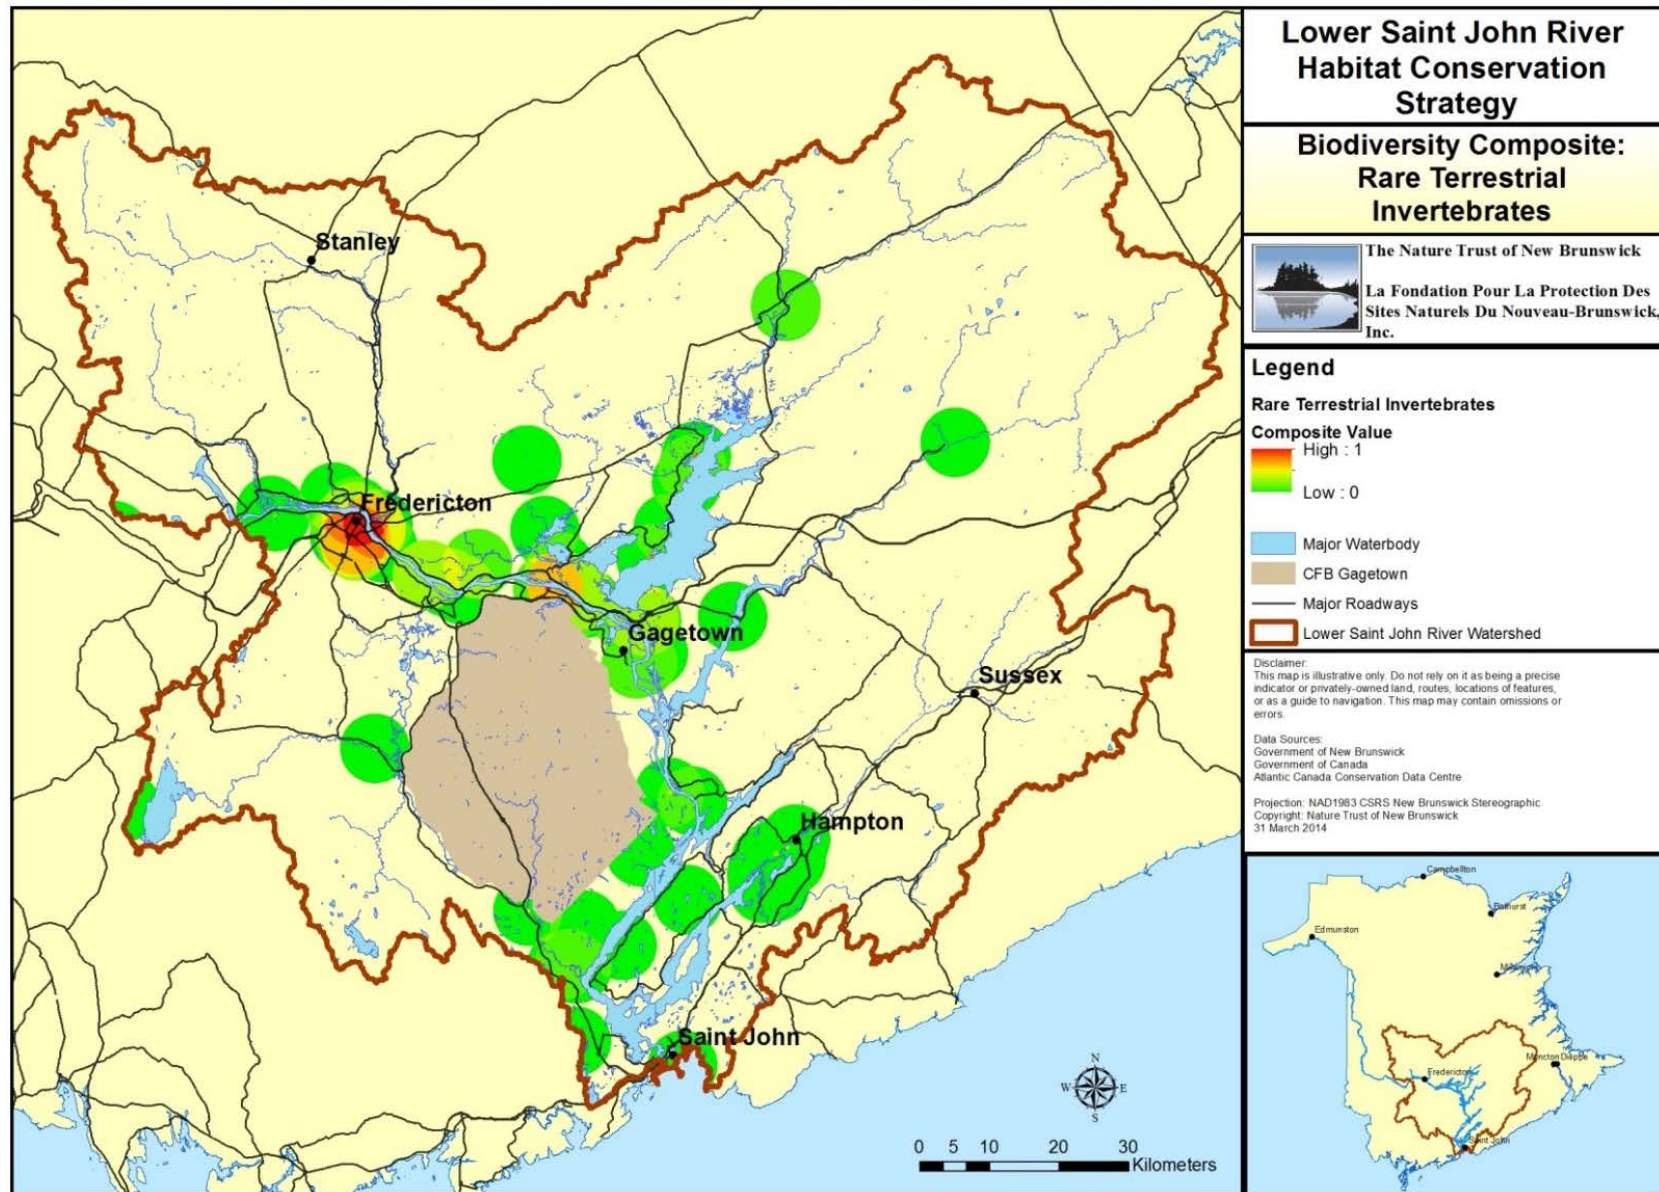 Lower Saint John River
Habitat Conservation
Strategy
Biodiversity Composite:
Rare Terrestrial
Invertebrates
The Nature Trust of New Brunswick
La Fondation Pour La Protection Des
Sites Naturels Du Nouveau-Brunswick,
Inc.
Legend
Rare Terrestrial Invertebrates
Composite Value
High : 1
Low : 0
Major Waterbody
CFB Gagetown
Major Roadways
Lower Saint John River Watershed
Disclaimer:
This map is illustrative only. Do not rely on it as being a precise
indicator or privately-owned land, routes, locations of features,
or as a guide to navigation. This map may contain omissions or
errors.
Data Sources:
Government of New Brunswick
Government of Canada
Atlantic Canada Conservation Data Centre
Projection: NAD1983 CSRS New Brunswick Stereographic
Copyright: Nature Trust of New Brunswick
31 March 2014
Stanley
Fredericton
Gagetown
Sussex
Hampton
Saint John
N
W E
S
0 5 10 20 30
Kilometers
Campbellton
Bathurst
Edmunston
Moncton Dieppe
Fredericton
Saint John